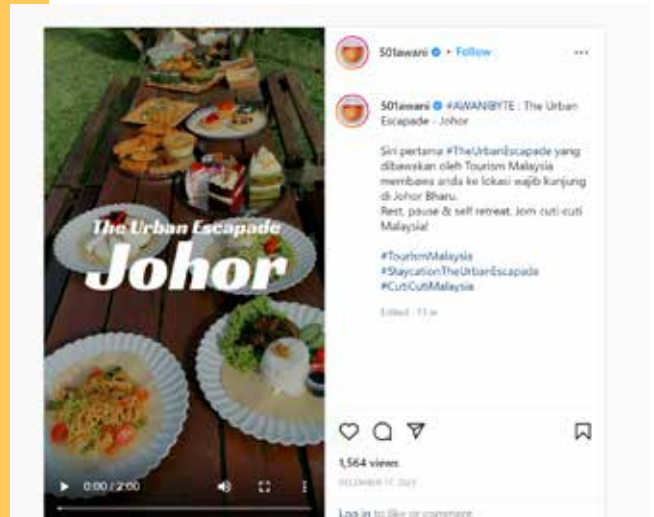 The Urban Escapade
Johor
0:00 / 2:00
501awani • Follow
501awani #AWANIBYTE : The Urban
Escapade - Johor
Siri pertama #TheUrbanEscapade yang
dibawakan oleh Tourism Malaysia
membawa anda ke lokasi wajib kunjung
di Johor Bharu.
Rest, pause & self retreat. Jom cuti-cuti
Malaysia!
#TourismMalaysia
#StaycationTheUrbanEscapade
#CutiCutiMalaysia
Edited · 13 w
1,564 views
DECEMBER 17, 2021
Log in to like or comment.